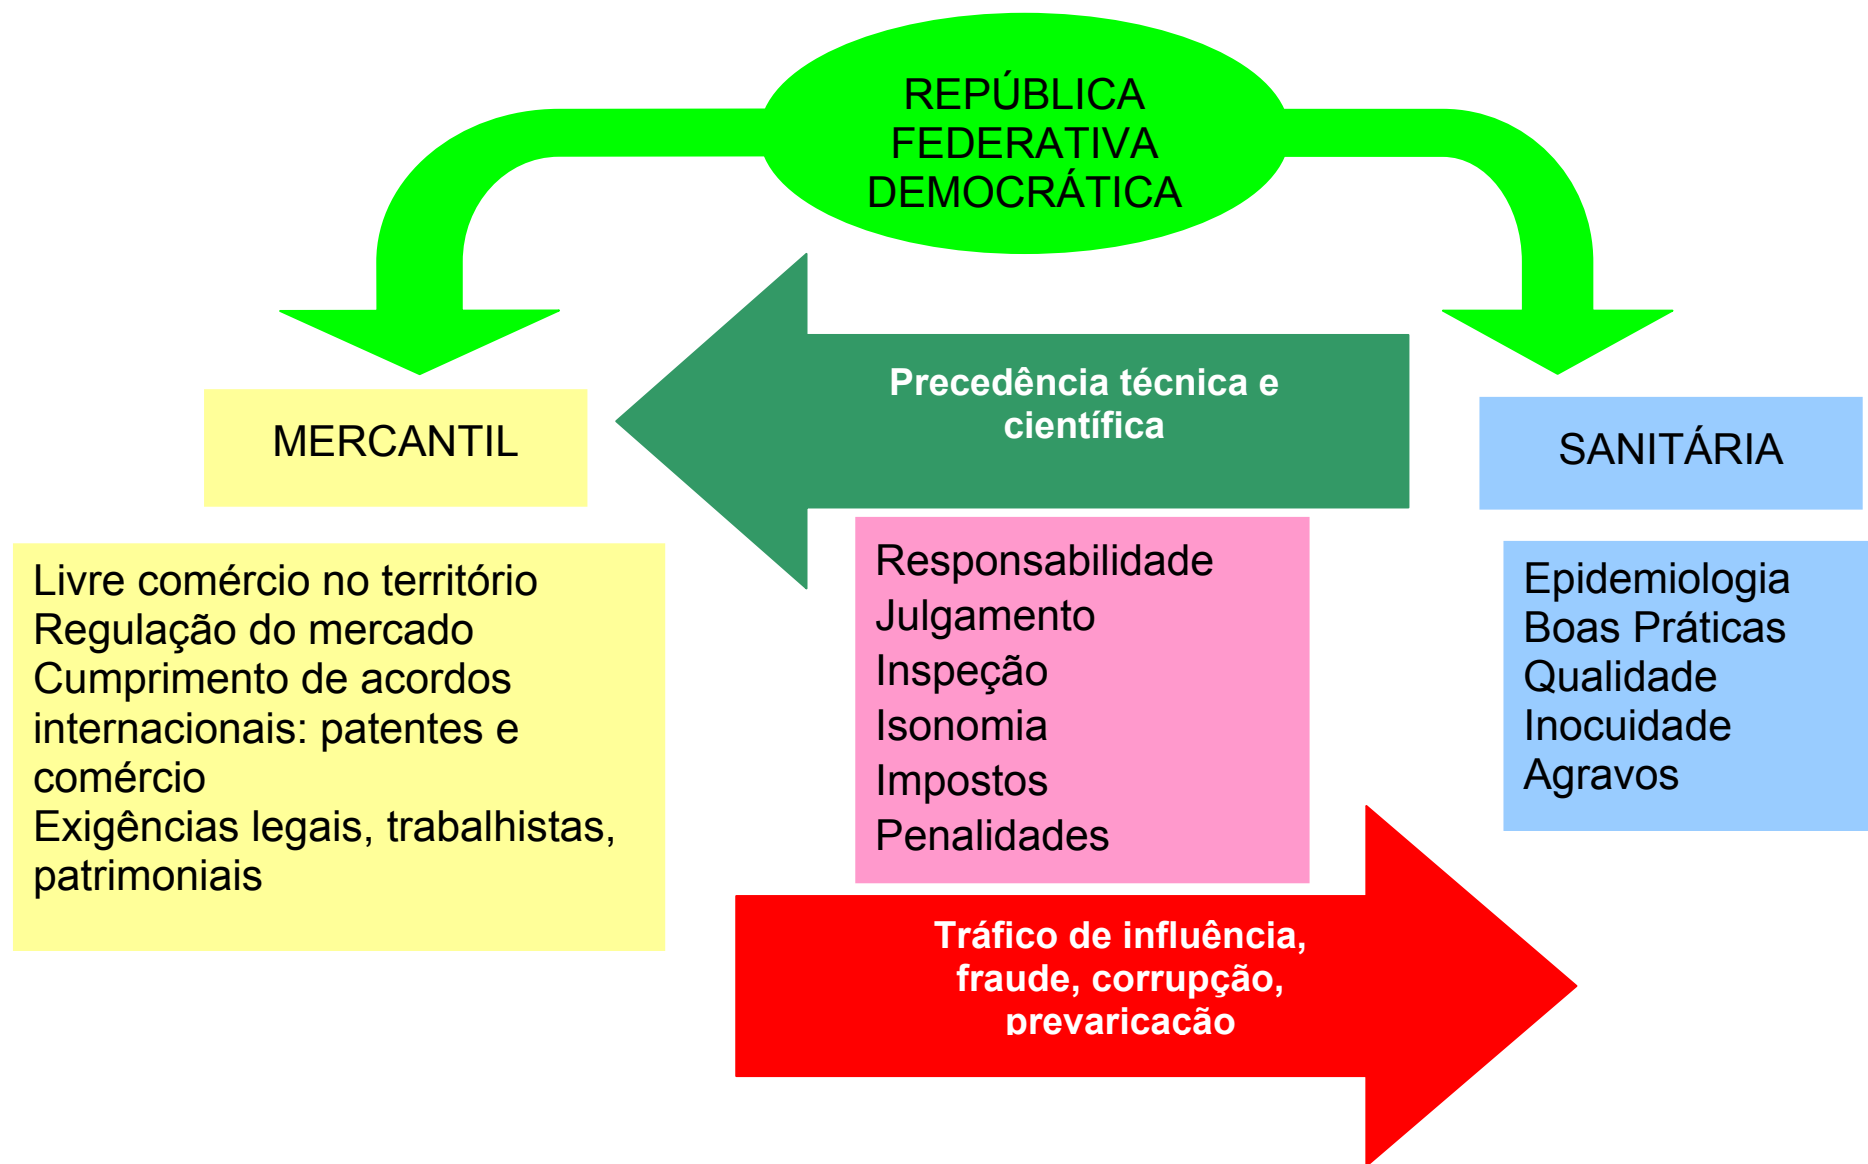 REPÚBLICA
FEDERATIVA
DEMOCRÁTICA
Precedência técnica e
científica
MERCANTIL
SANITÁRIA
Livre comércio no território
Regulação do mercado
Cumprimento de acordos
internacionais: patentes e
comércio
Exigências legais, trabalhistas,
patrimoniais
Responsabilidade
Julgamento
Inspeção
Isonomia
Impostos
Penalidades
Epidemiologia
Boas Práticas
Qualidade
Inocuidade
Agravos
Tráfico de influência,
fraude, corrupção,
prevaricação